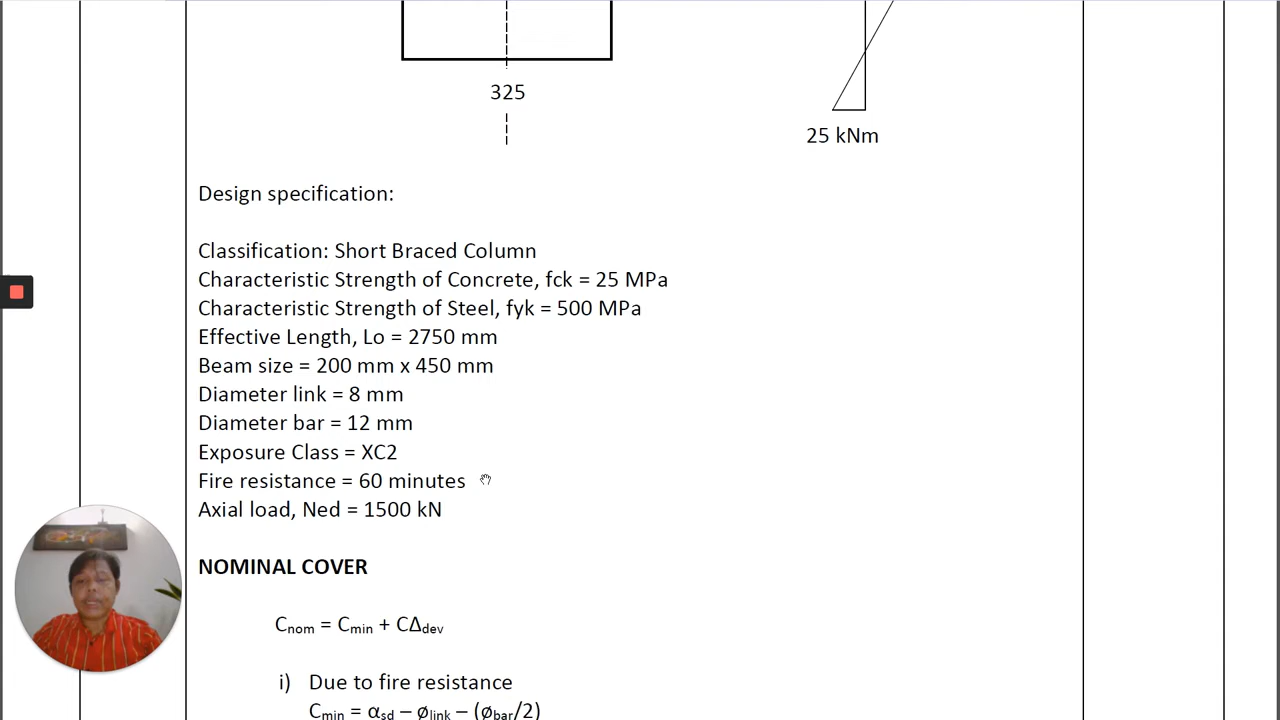 325
25 kNm
Design specification:
Classification: Short Braced Column
Characteristic Strength of Concrete, fck = 25 MPa
Characteristic Strength of Steel, fyk = 500 MPa
Effective Length, Lo = 2750 mm
Beam size = 200 mm x 450 mm
Diameter link = 8 mm
Diameter bar = 12 mm
Exposure Class = XC2
Fire resistance = 60 minutes
Axial load, Ned = 1500 kN
NOMINAL COVER
Cnom = Cmin + CΔdev
i) Due to fire resistance
Cmin = αsd – ølink – (øbar/2)